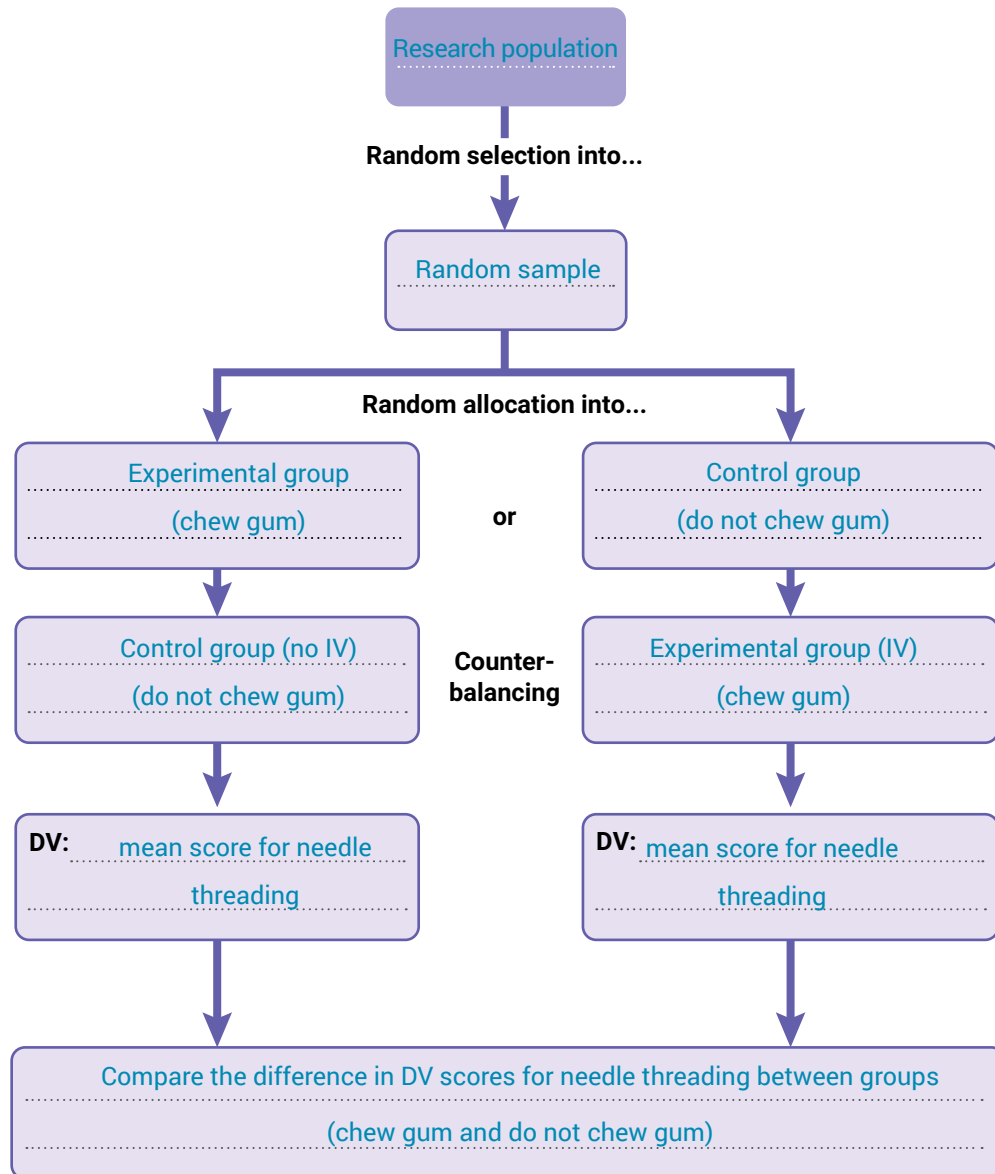 Research population
Random selection into...
Random sample
Random allocation into...
Experimental group
(chew gum)
or
Control group
(do not chew gum)
Control group (no IV)
(do not chew gum)
Counter-
balancing
Experimental group (IV)
(chew gum)
DV: mean score for needle
threading
DV: mean score for needle
threading
Compare the difference in DV scores for needle threading between groups
(chew gum and do not chew gum)